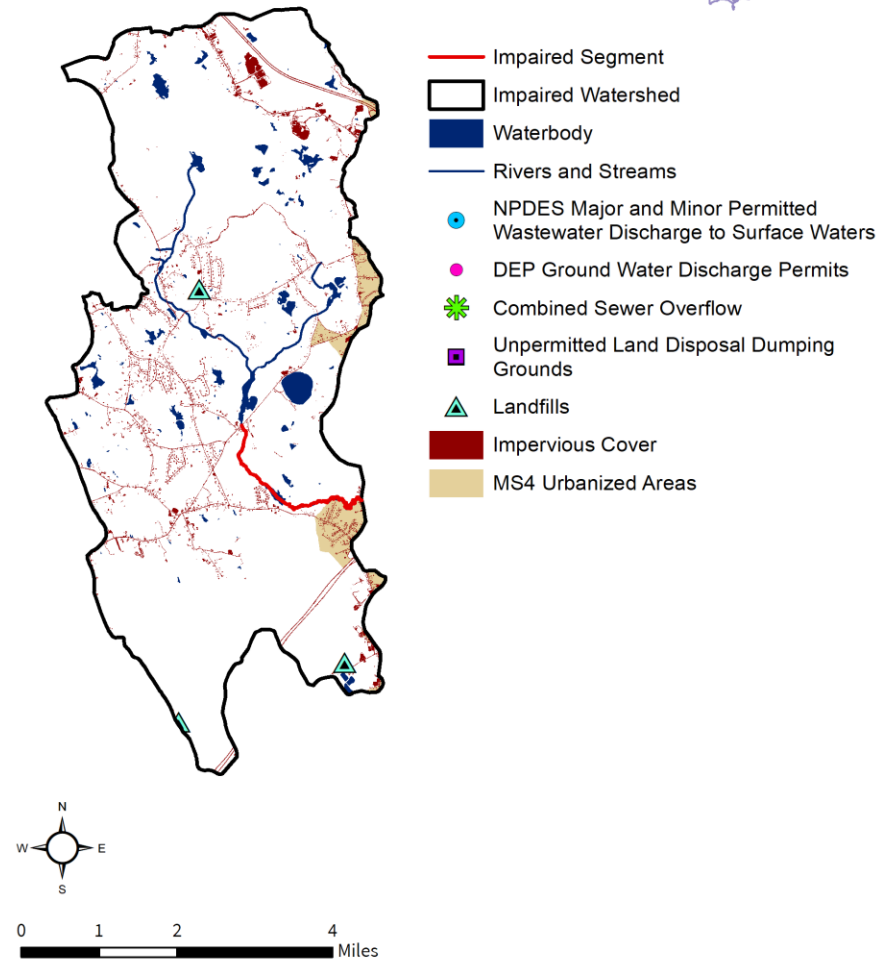 Impaired Segment
Impaired Watershed
Waterbody
Rivers and Streams
NPDES Major and Minor Permitted
Wastewater Discharge to Surface Waters
DEP Ground Water Discharge Permits
Combined Sewer Overflow
Unpermitted Land Disposal Dumping
Grounds
Landfills
Impervious Cover
MS4 Urbanized Areas
N
W E
S
0 1 2 4
Miles